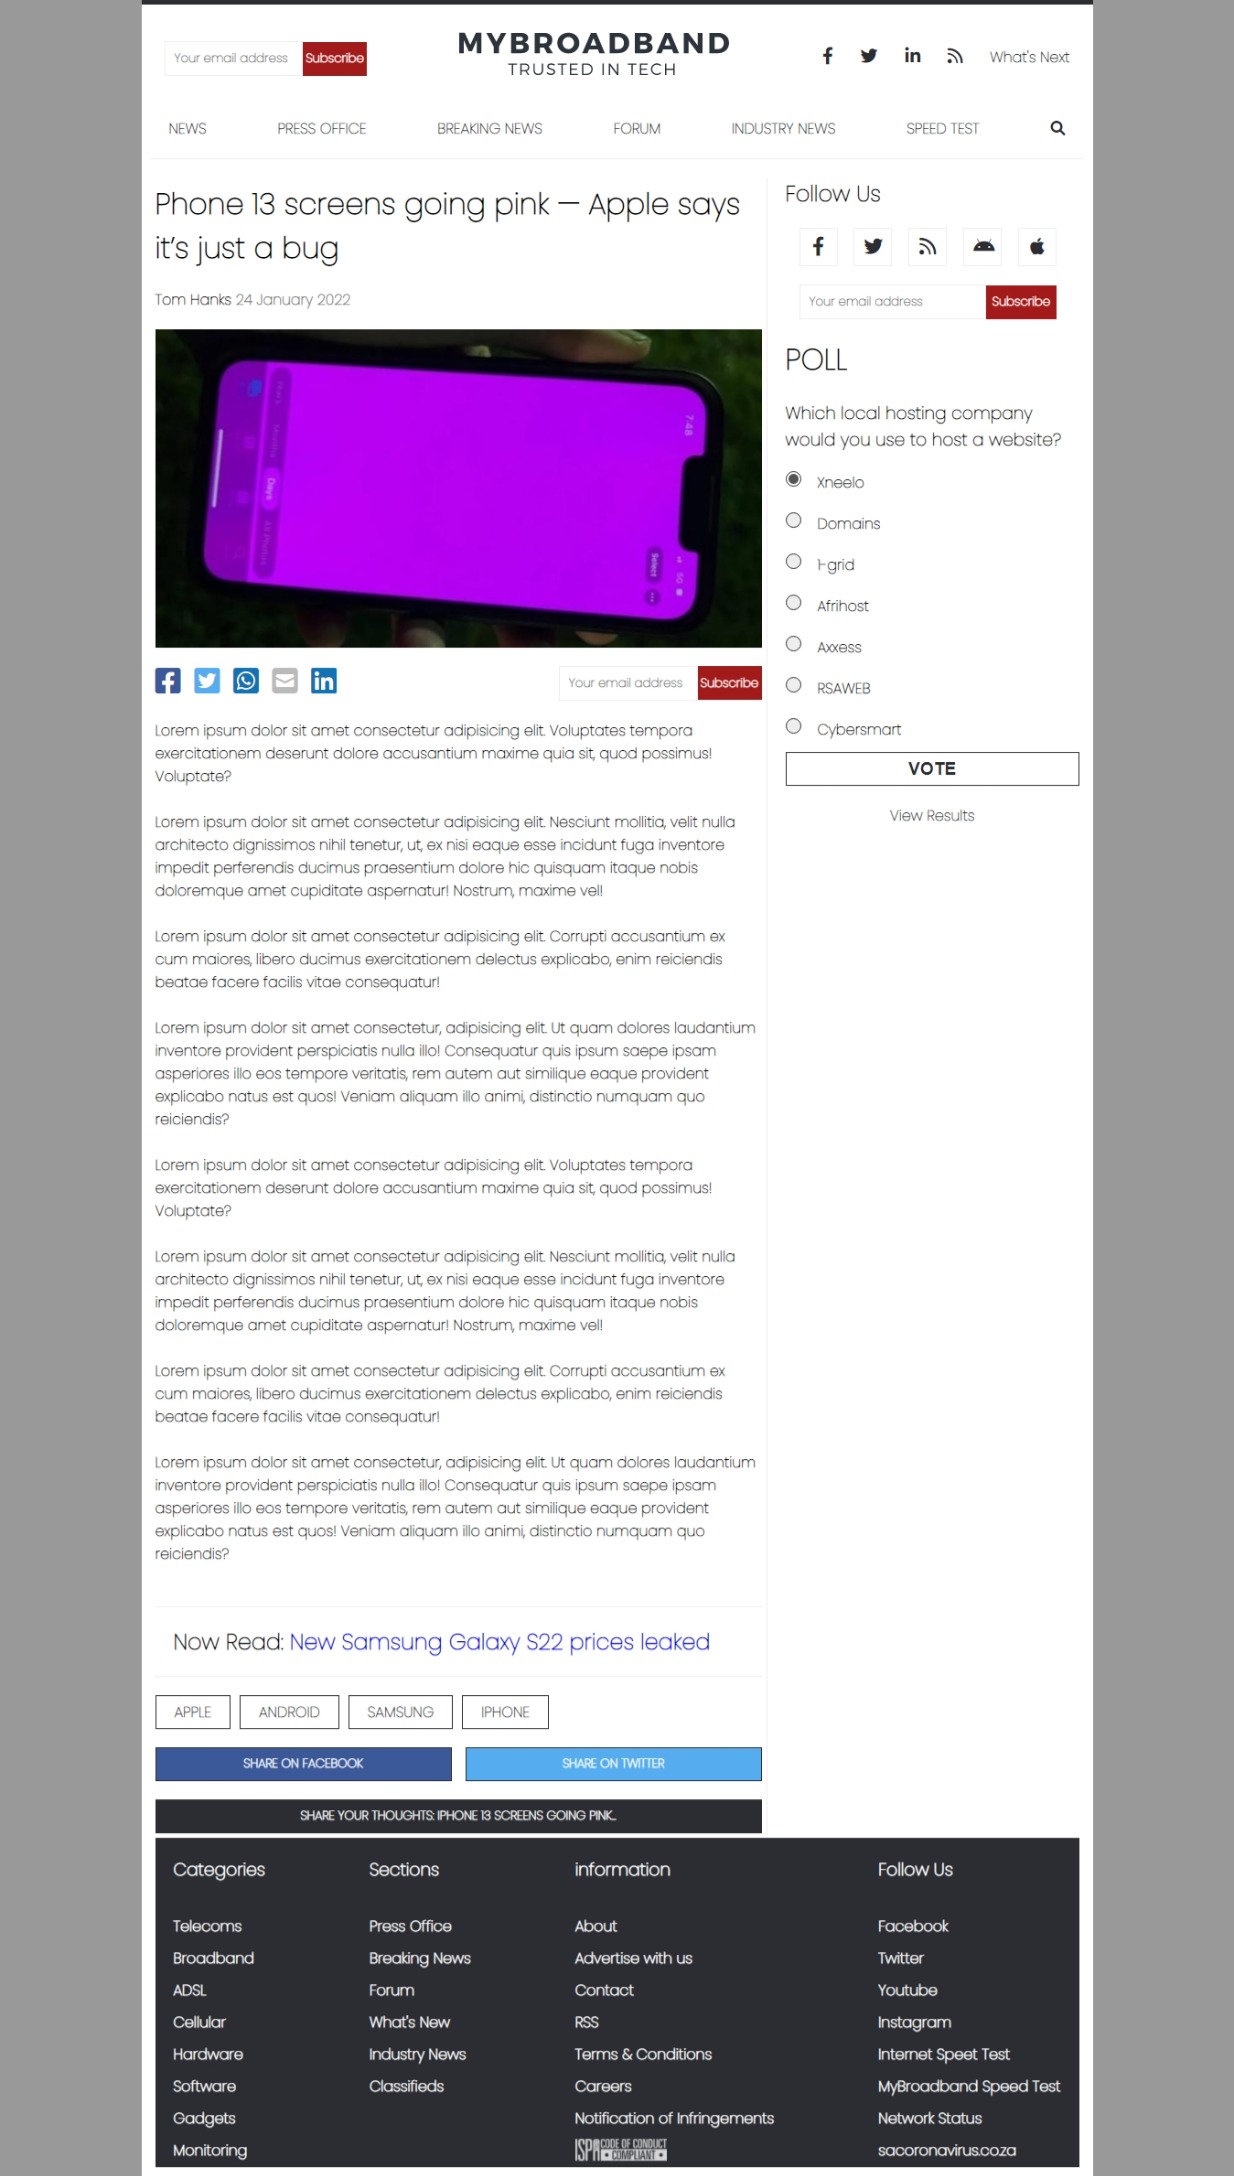 Your email address
Subscribe
MYBROADBAND
TRUSTED IN TECH
What's Next
NEWS
PRESS OFFICE
BREAKING NEWS
FORUM
INDUSTRY NEWS
SPEED TEST
Phone 13 screens going pink — Apple says
it's just a bug
Tom Hanks 24 January 2022
7:48
Days
Select
5G
Your email address
Subscribe
Lorem ipsum dolor sit amet consectetur adipisicing elit. Voluptates tempora
exercitationem deserunt dolore accusantium maxime quia sit, quod possimus!
Voluptate?
Lorem ipsum dolor sit amet consectetur adipisicing elit. Nesciunt mollitia, velit nulla
architecto dignissimos nihil tenetur, ut, ex nisi eaque esse incidunt fuga inventore
impedit perferendis ducimus praesentium dolore hic quisquam itaque nobis
doloremque amet cupiditate aspernatur! Nostrum, maxime vel!
Lorem ipsum dolor sit amet consectetur adipisicing elit. Corrupti accusantium ex
cum maiores, libero ducimus exercitationem delectus explicabo, enim reiciendis
beatae facere facilis vitae consequatur!
Lorem ipsum dolor sit amet consectetur, adipisicing elit. Ut quam dolores laudantium
inventore provident perspiciatis nulla illo! Consequatur quis ipsum saepe ipsam
asperiores illo eos tempore veritatis, rem autem aut similique eaque provident
explicabo natus est quos! Veniam aliquam illo animi, distinctio numquam quo
reiciendis?
Lorem ipsum dolor sit amet consectetur adipisicing elit. Voluptates tempora
exercitationem deserunt dolore accusantium maxime quia sit, quod possimus!
Voluptate?
Lorem ipsum dolor sit amet consectetur adipisicing elit. Nesciunt mollitia, velit nulla
architecto dignissimos nihil tenetur, ut, ex nisi eaque esse incidunt fuga inventore
impedit perferendis ducimus praesentium dolore hic quisquam itaque nobis
doloremque amet cupiditate aspernatur! Nostrum, maxime vel!
Lorem ipsum dolor sit amet consectetur adipisicing elit. Corrupti accusantium ex
cum maiores, libero ducimus exercitationem delectus explicabo, enim reiciendis
beatae facere facilis vitae consequatur!
Lorem ipsum dolor sit amet consectetur, adipisicing elit. Ut quam dolores laudantium
inventore provident perspiciatis nulla illo! Consequatur quis ipsum saepe ipsam
asperiores illo eos tempore veritatis, rem autem aut similique eaque provident
explicabo natus est quos! Veniam aliquam illo animi, distinctio numquam quo
reiciendis?
Now Read: New Samsung Galaxy S22 prices leaked
APPLE
ANDROID
SAMSUNG
IPHONE
SHARE ON FACEBOOK
SHARE ON TWITTER
SHARE YOUR THOUGHTS: IPHONE 13 SCREENS GOING PINK...
Follow Us
Your email address
Subscribe
POLL
Which local hosting company
would you use to host a website?
Xneelo
Domains
1-grid
Afrihost
Axxess
RSAWEB
Cybersmart
VOTE
View Results
Categories
Telecoms
Broadband
ADSL
Cellular
Hardware
Software
Gadgets
Monitoring
Sections
Press Office
Breaking News
Forum
What's New
Industry News
Classifieds
information
About
Advertise with us
Contact
RSS
Terms & Conditions
Careers
Notification of Infringements
ISPA CODE OF CONDUCT
COMPLIANT
Follow Us
Facebook
Twitter
Youtube
Instagram
Internet Speet Test
MyBroadband Speed Test
Network Status
sacoronavirus.co.za